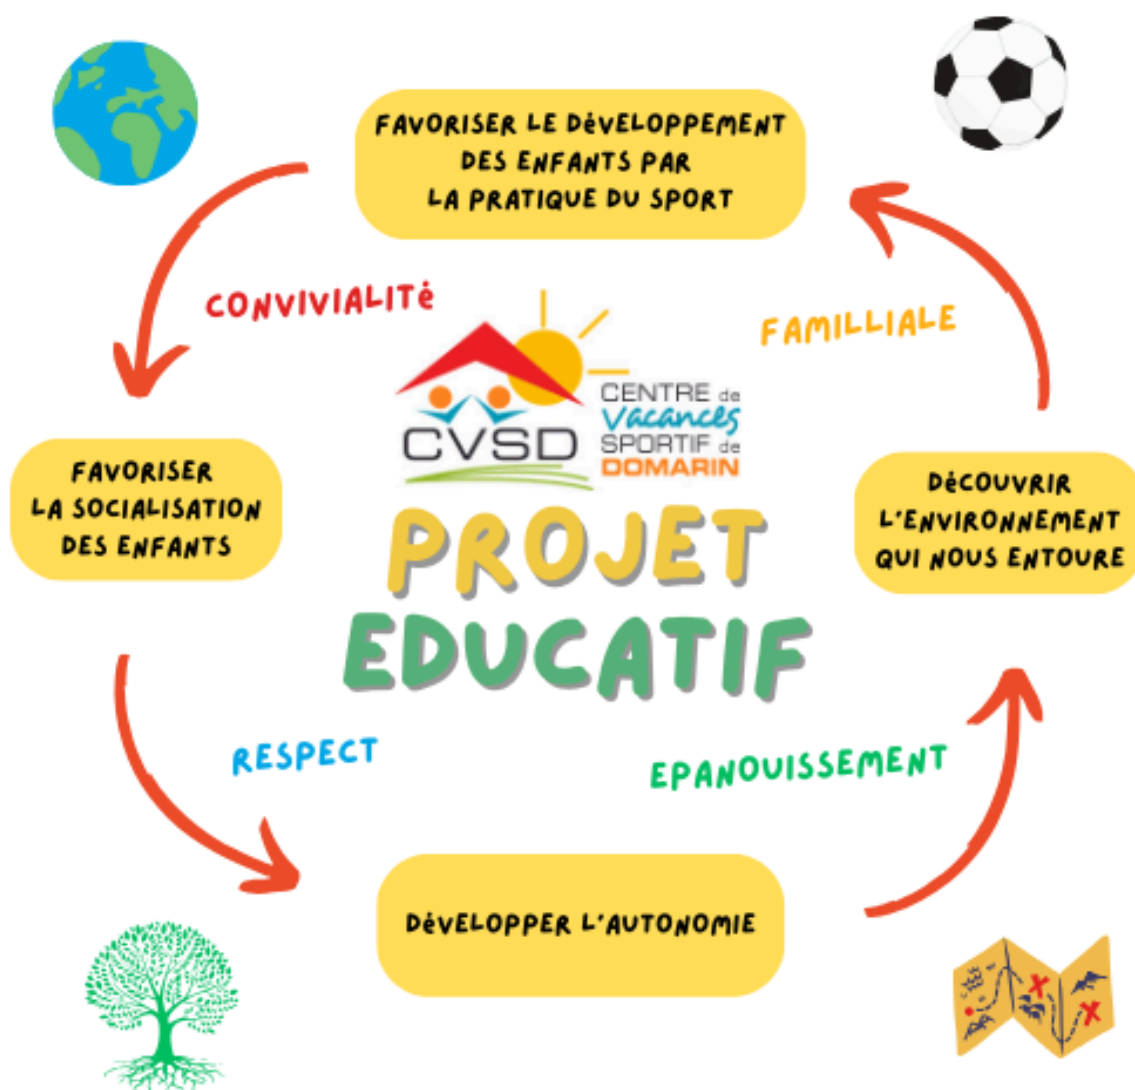 FAVORISER LE DéVELOPPEMENT
DES ENFANTS PAR
LA PRATIQUE DU SPORT
CONVIVIALITé
FAMILLIALE
CENTRE de
Vacances
SPORTIF de
DOMARIN
CVSD
FAVORISER
LA SOCIALISATION
DES ENFANTS
PROJET
EDUCATIF
DéCOUVRIR
L'ENVIRONNEMENT
QUI NOUS ENTOURE
RESPECT
EPANOUISSEMENT
DéVELOPPER L'AUTONOMIE